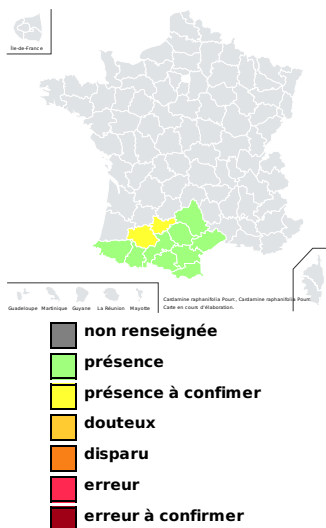 Île-de-France
Guadeloupe Martinique Guyane La Réunion Mayotte
Cardamine raphanifolia Pourr., Cardamine raphanifolia Pourr.
Carte en cours d'élaboration.
non renseignée
présence
présence à confimer
douteux
disparu
erreur
erreur à confirmer